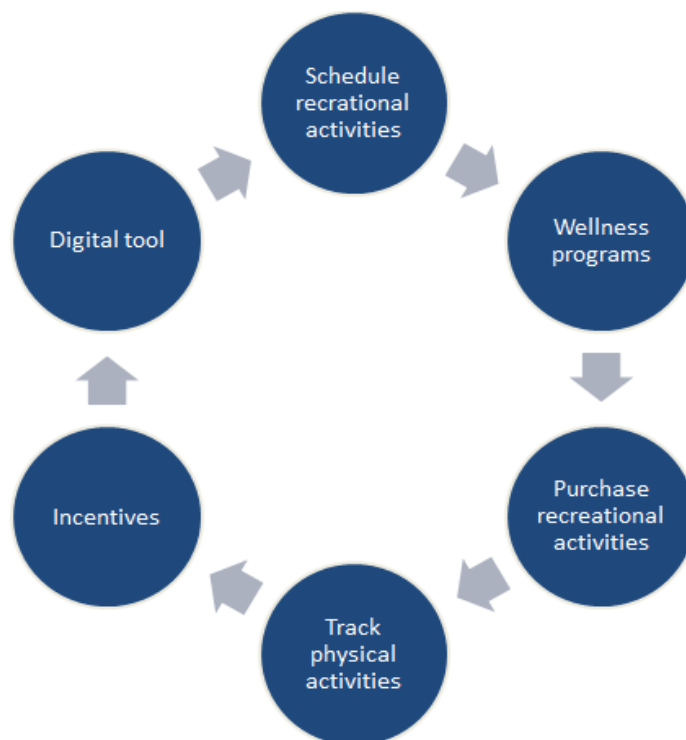 Schedule
recrational
activities
Wellness
programs
Purchase
recreational
activities
Track
physical
activities
Incentives
Digital tool